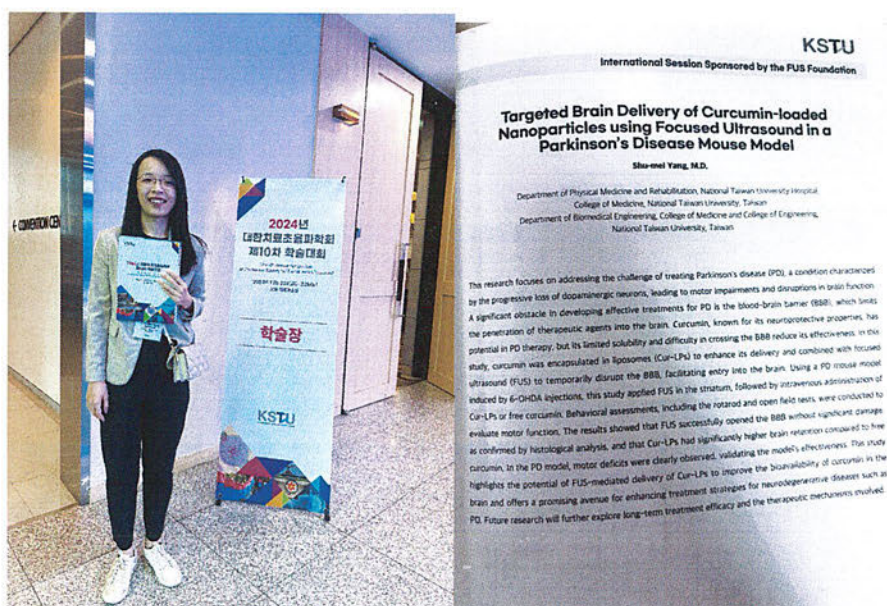 CONVENTION CEN
KSTU
2024년
대한치료초음파학회
제10차 학술대회
학술장
KSTU
KSTU
International Session Sponsored by the FUS Foundation
Targeted Brain Delivery of Curcumin-loaded
Nanoparticles using Focused Ultrasound in a
Parkinson's Disease Mouse Model
Shu-mei Yang, M.D.
Department of Physical Medicine and Rehabilitation, National Taiwan University Hospital,
College of Medicine, National Taiwan University, Taiwan
Department of Biomedical Engineering, College of Medicine and College of Engineering,
National Taiwan University, Taiwan
This research focuses on addressing the challenge of treating Parkinson's disease (PD), a condition characterized
by the progressive loss of dopaminergic neurons, leading to motor impairments and disruptions in brain function.
A significant obstacle in developing effective treatments for PD is the blood-brain barrier (BBB), which limits
the penetration of therapeutic agents into the brain. Curcumin, known for its neuroprotective properties, has
potential in PD therapy, but its limited solubility and difficulty in crossing the BBB reduce its effectiveness. In this
study, curcumin was encapsulated in liposomes (Cur-LPs) to enhance its delivery and combined with focused
ultrasound (FUS) to temporarily disrupt the BBB, facilitating entry into the brain. Using a PD mouse model
induced by 6-OHDA injections, this study applied FUS in the striatum, followed by intravenous administration of
Cur-LPs or free curcumin. Behavioral assessments, including the rotarod and open field tests, were conducted to
evaluate motor function. The results showed that FUS successfully opened the BBB without significant damage,
as confirmed by histological analysis, and that Cur-LPs had significantly higher brain retention compared to free
curcumin. In the PD model, motor deficits were clearly observed, validating the model's effectiveness. This study
highlights the potential of FUS-mediated delivery of Cur-LPs to improve the bioavailability of curcumin in the
brain and offers a promising avenue for enhancing treatment strategies for neurodegenerative diseases such as
PD. Future research will further explore long-term treatment efficacy and the therapeutic mechanisms involved.